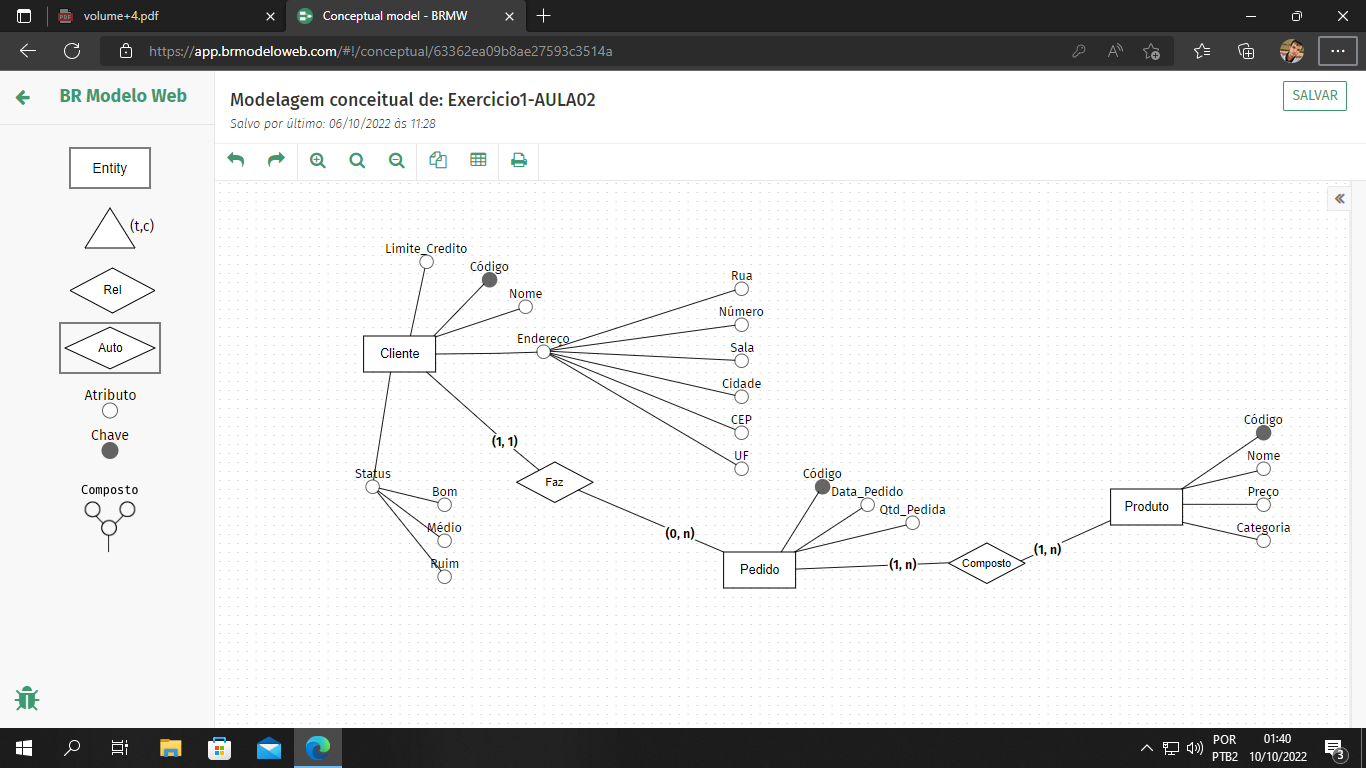 volume+4.pdf
Conceptual model - BRMW
https://app.brmodeloweb.com/#!/conceptual/63362ea09b8ae27593c3514a
BR Modelo Web
Modelagem conceitual de: Exercicio1-AULA02
SALVAR
Salvo por último: 06/10/2022 às 11:28
Entity
(t,c)
Rel
Auto
Atributo
Chave
Composto
Limite_Credito
Código
Nome
Cliente
Endereço
Rua
Número
Sala
Cidade
CEP
UF
(1, 1)
Faz
(0, n)
Status
Bom
Médio
Ruim
Código
Data_Pedido
Qtd_Pedida
Pedido
(1, n)
Composto
(1, n)
Produto
Código
Nome
Preço
Categoria
POR
PTB2
01:40
10/10/2022
3